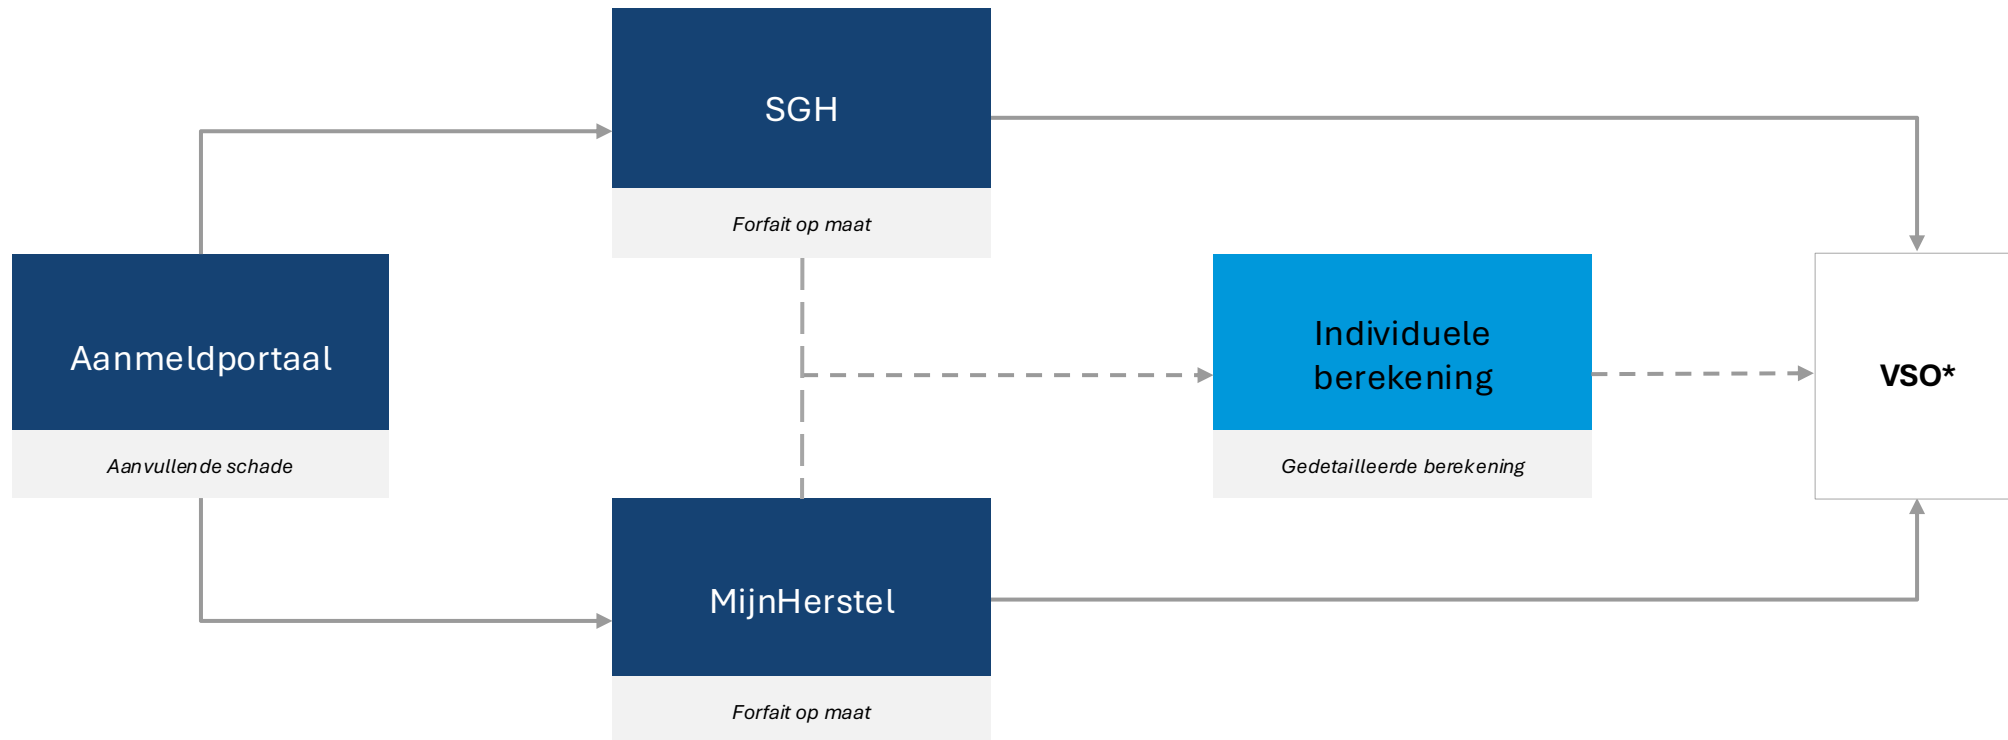 SGH
Forfait op maat
Aanmeldportaal
Aanvullende schade
Individuele
berekening
Gedetailleerde berekening
VSO*
MijnHerstel
Forfait op maat